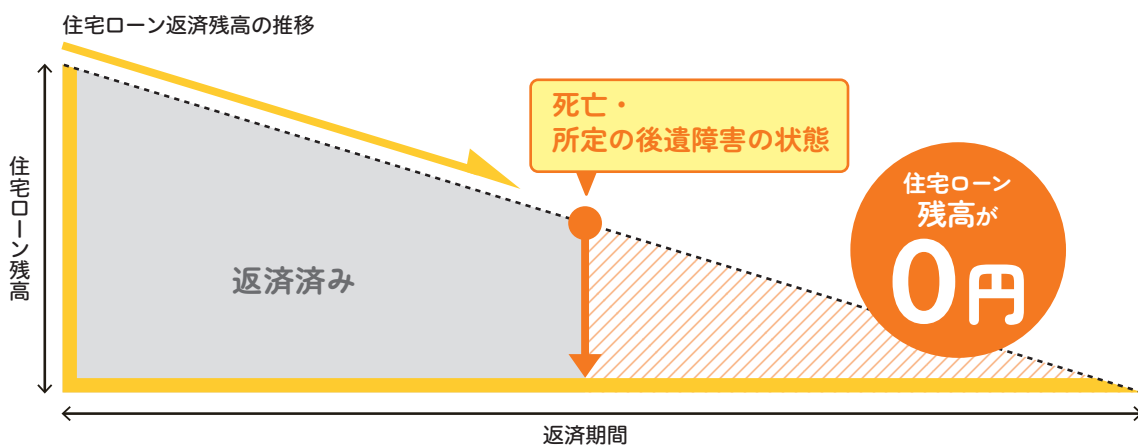 住宅ローン返済残高の推移
死亡・
所定の後遺障害の状態
住宅ローン残高
住宅ローン
残高が
0円
返済済み
返済期間